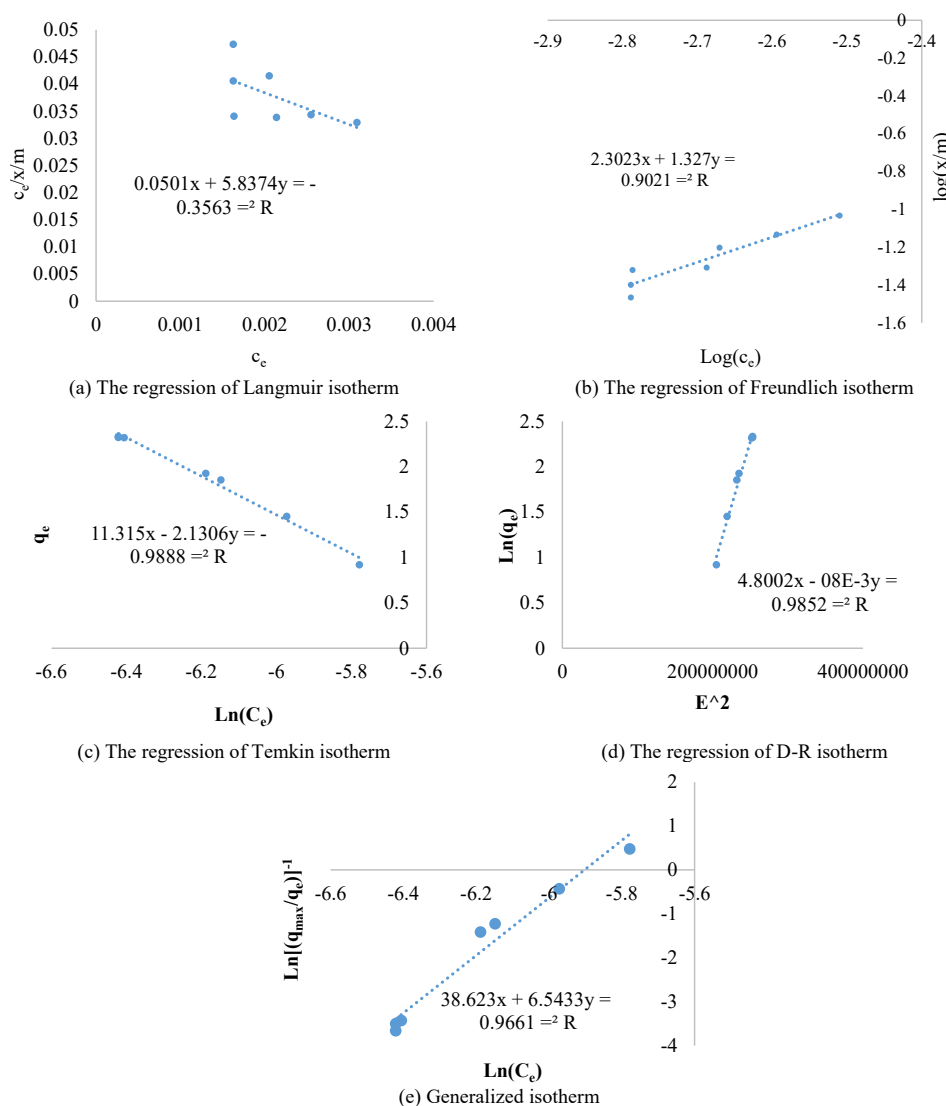 0.05
0.045
0.04
0.035
0.03
0.025
0.02
0.015
0.01
0.005
0
c_e/x/m
0.0501x + 5.8374y = -
0.3563 =² R
0 0.001 0.002 0.003 0.004
c_e
(a) The regression of Langmuir isotherm
-2.9 -2.8 -2.7 -2.6 -2.5 -2.4
0
-0.2
-0.4
-0.6
-0.8
-1
-1.2
-1.4
-1.6
log(x/m)
2.3023x + 1.327y =
0.9021 =² R
Log(c_e)
(b) The regression of Freundlich isotherm
2.5
2
1.5
1
0.5
0
q_e
11.315x - 2.1306y = -
0.9888 =² R
-6.6 -6.4 -6.2 -6 -5.8 -5.6
Ln(C_e)
(c) The regression of Temkin isotherm
2.5
2
1.5
1
0.5
0
Ln(q_e)
4.8002x - 08E-3y =
0.9852 =² R
0 200000000 400000000
E^2
(d) The regression of D-R isotherm
2
1
0
-1
-2
-3
-4
-6.6 -6.4 -6.2 -6 -5.8 -5.6
Ln[(q_max/q_e)]^-1
38.623x + 6.5433y =
0.9661 =² R
Ln(C_e)
(e) Generalized isotherm